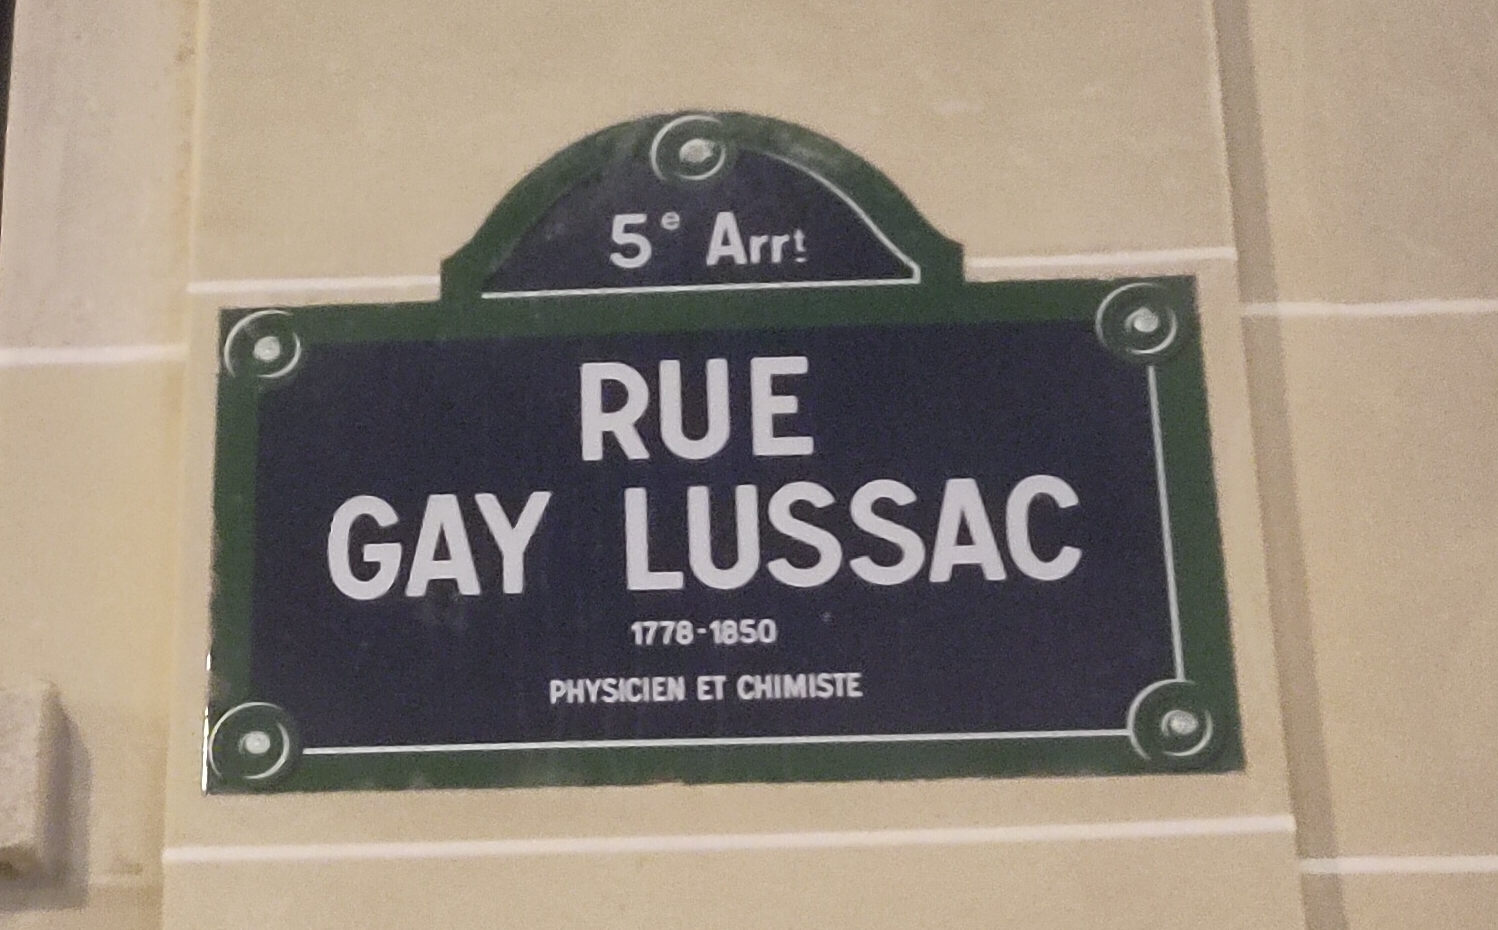 5e Arrt
RUE
GAY LUSSAC
1778-1850
PHYSICIEN ET CHIMISTE